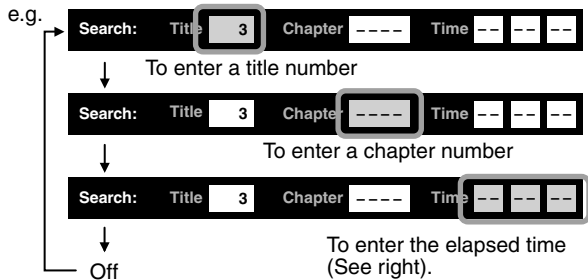 e.g.
Search: Title 3 Chapter ---- Time -- -- --
To enter a title number
Search: Title 3 Chapter ---- Time -- -- --
To enter a chapter number
Search: Title 3 Chapter ---- Time -- -- --
Off
To enter the elapsed time
(See right).